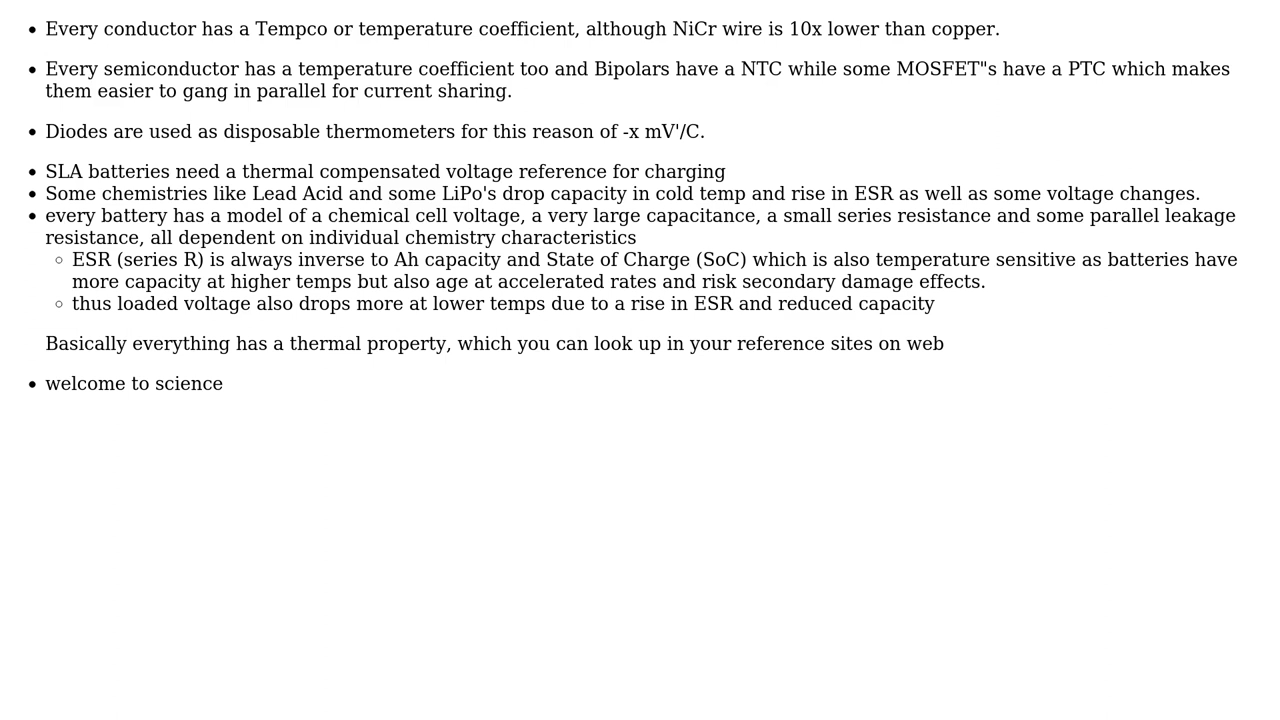 Every conductor has a Tempco or temperature coefficient, although NiCr wire is 10x lower than copper.
Every semiconductor has a temperature coefficient too and Bipolars have a NTC while some MOSFET"s have a PTC which makes
them easier to gang in parallel for current sharing.
Diodes are used as disposable thermometers for this reason of -x mV'/C.
SLA batteries need a thermal compensated voltage reference for charging
Some chemistries like Lead Acid and some LiPo's drop capacity in cold temp and rise in ESR as well as some voltage changes.
every battery has a model of a chemical cell voltage, a very large capacitance, a small series resistance and some parallel leakage
resistance, all dependent on individual chemistry characteristics
ESR (series R) is always inverse to Ah capacity and State of Charge (SoC) which is also temperature sensitive as batteries have
more capacity at higher temps but also age at accelerated rates and risk secondary damage effects.
thus loaded voltage also drops more at lower temps due to a rise in ESR and reduced capacity
Basically everything has a thermal property, which you can look up in your reference sites on web
welcome to science